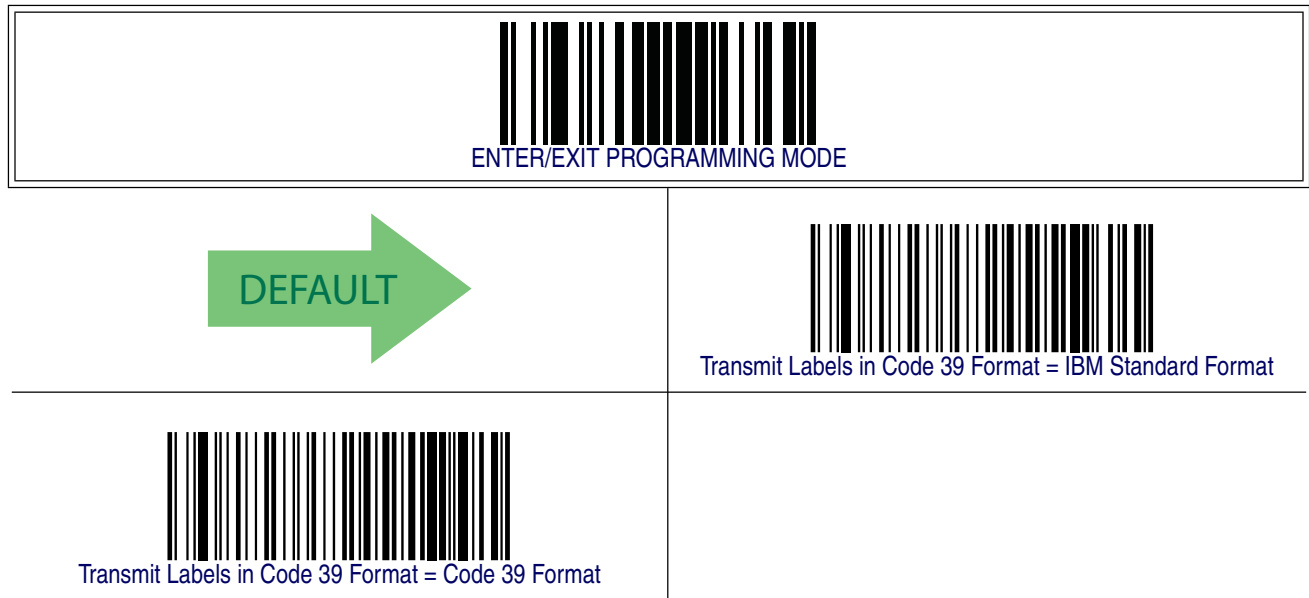 ENTER/EXIT PROGRAMMING MODE
DEFAULT
Transmit Labels in Code 39 Format = IBM Standard Format
Transmit Labels in Code 39 Format = Code 39 Format